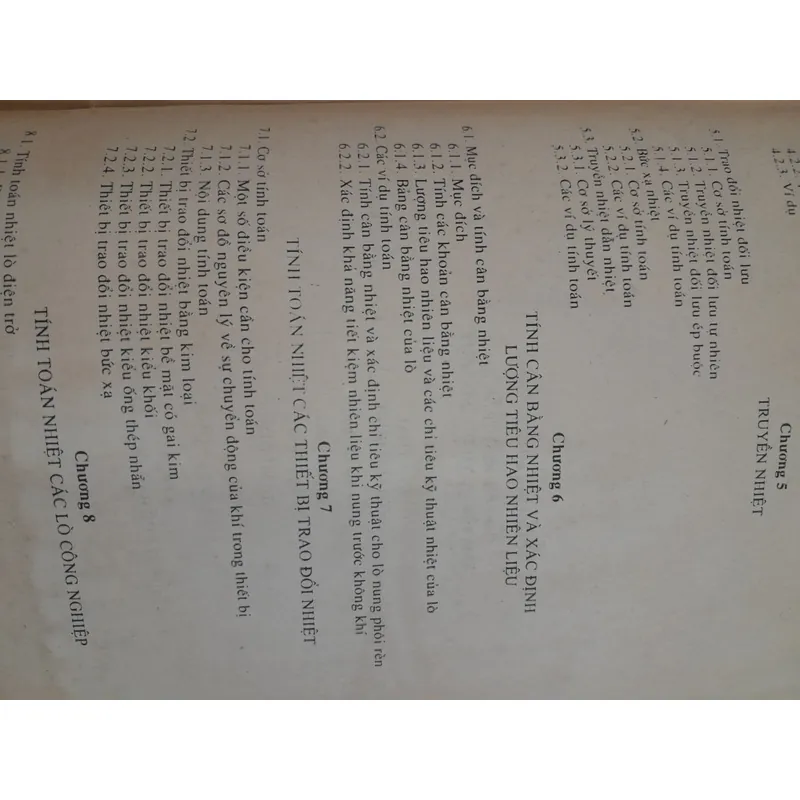 4.2.2.
4.2.3. Ví dụ
Chương 5
TRUYỀN NHIỆT
5.1. Trao đổi nhiệt đối lưu
5.1.1. Cơ sở tính toán
5.1.2. Truyền nhiệt đối lưu tự nhiên
5.1.3. Truyền nhiệt đối lưu ép buộc
5.1.4. Các ví dụ tính toán
5.2. Bức xạ nhiệt
5.2.1 Cơ sở tính toán
5.2.2. Các ví dụ tính toán
5.3. Truyền nhiệt dẫn nhiệt
5.3.1 Cơ sở lý thuyết
5.3.2. Các ví dụ tính toán
Chương 6
TÍNH CÂN BẰNG NHIỆT VÀ XÁC ĐỊNH
LƯỢNG TIÊU HAO NHIÊN LIỆU
6.1. Mục đích và tính cân bằng nhiệt
6.1.1. Mục đích
6.1.2. Tính các khoản cân bằng nhiệt
6.1.3. Lượng tiêu hao nhiên liệu và các chỉ tiêu kỹ thuật nhiệt của lò
6.1.4. Bảng cân bằng nhiệt của lò
6.2. Các ví dụ tính toán
6.2.1. Tính cân bằng nhiệt và xác định chỉ tiêu kỹ thuật cho lò nung phôi rèn
6.2.2. Xác định khả năng tiết kiệm nhiên liệu khi nung trước không khí
Chương 7
TÍNH TOÁN NHIỆT CÁC THIẾT BỊ TRAO ĐỔI NHIỆT
7.1. Cơ sở tính toán
7.1.1. Một số điều kiện cần cho tính toán
7.1.2. Các sơ đồ nguyên lý về sự chuyển động của khí trong thiết bị
7.1.3. Nội dung tính toán
7.2. Thiết bị trao đổi nhiệt bằng kim loại
7.2.1. Thiết bị trao đổi nhiệt bề mặt có gai kim
7.2.2. Thiết bị trao đổi nhiệt kiểu khối
7.2.3. Thiết bị trao đổi nhiệt kiểu ống thép nhẵn
7.2.4. Thiết bị trao đổi nhiệt bức xạ
Chương 8
TÍNH TOÁN NHIỆT CÁC LÒ CÔNG NGHIỆP
8.1. Tính toán nhiệt lò điện trở
8.1.1.